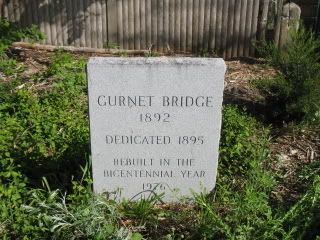 GURNET BRIDGE
1892
DEDICATED 1895
REBUILT IN THE
BICENTENNIAL YEAR
1976